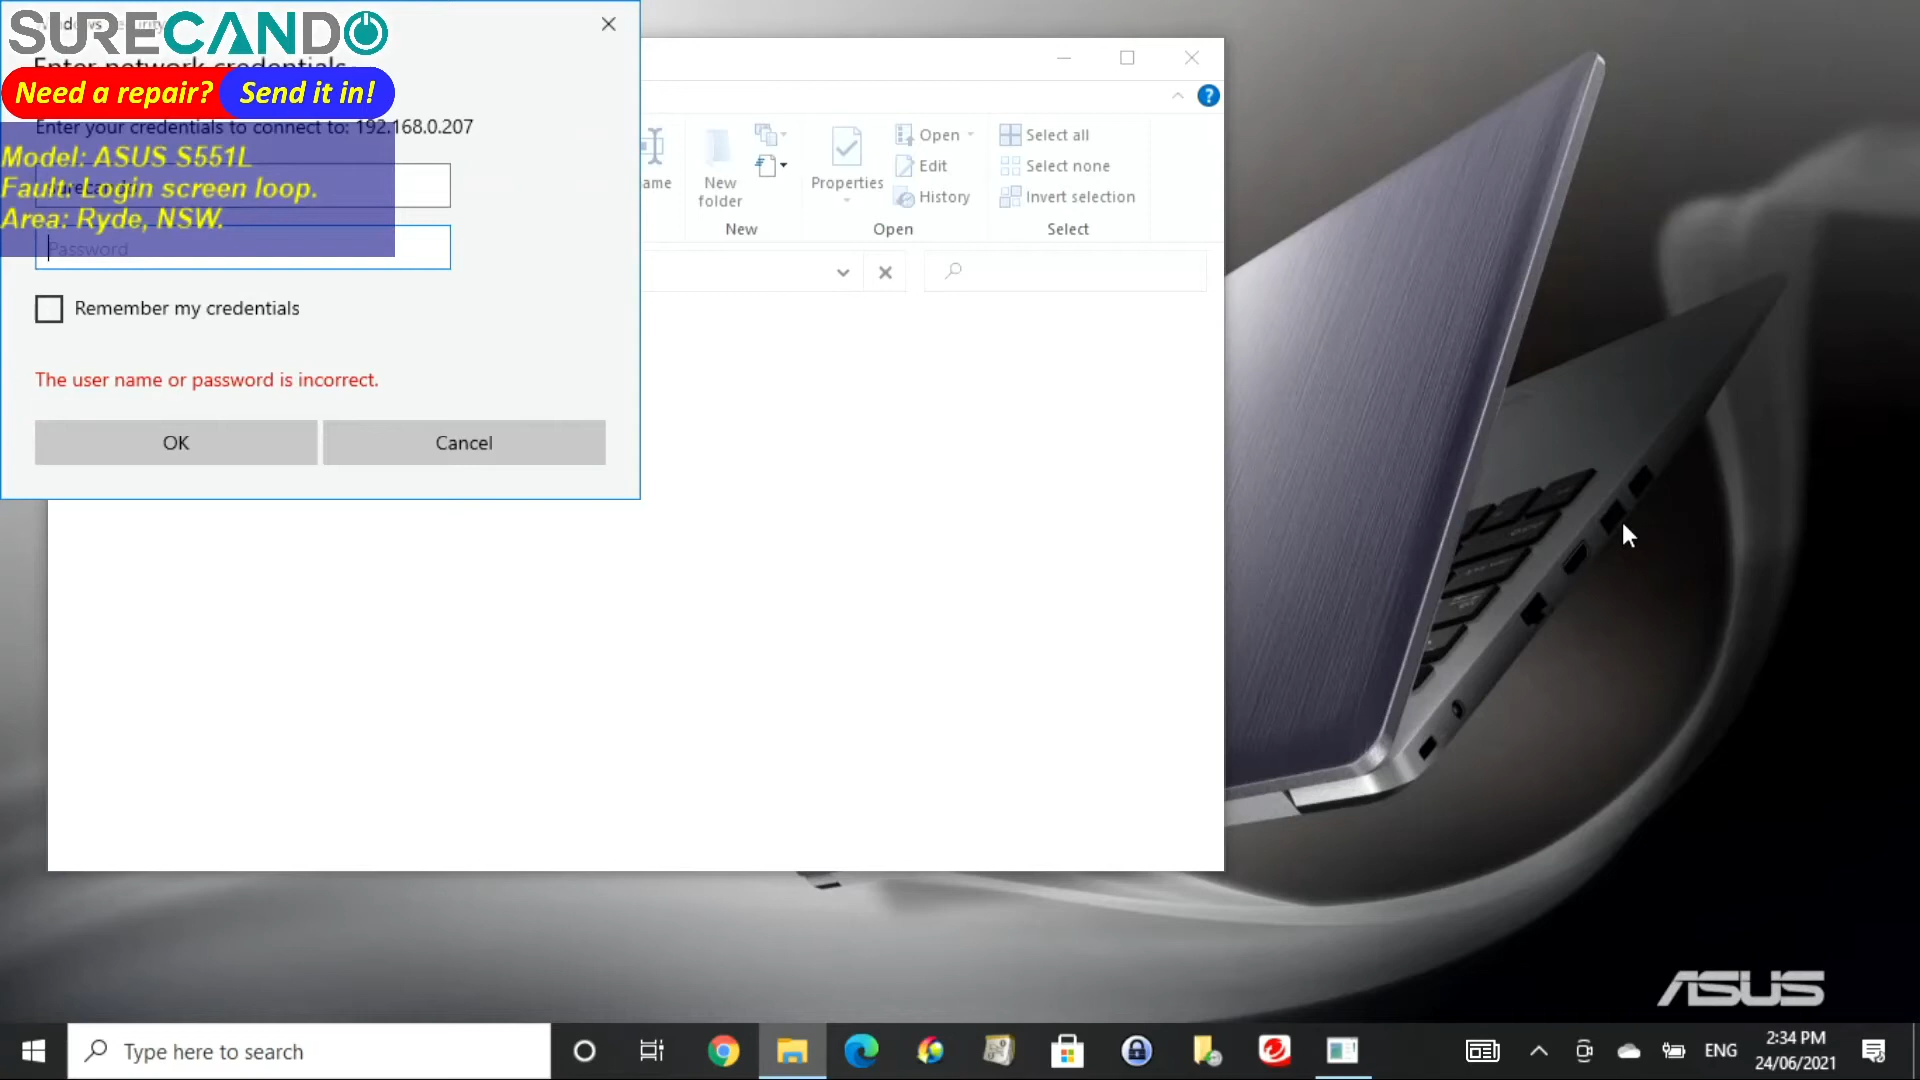 SURECANDO
Enter network credentials
Need a repair? Send it in!
Enter your credentials to connect to: 192.168.0.207
Model: ASUS S551L
Fault: Login screen loop.
Area: Ryde, NSW.
Password
Remember my credentials
The user name or password is incorrect.
OK
Cancel
ame
New
folder
New
Properties
Open
Edit
History
Open
Select all
Select none
Invert selection
Select
ASUS
Type here to search
ENG
2:34 PM
24/06/2021